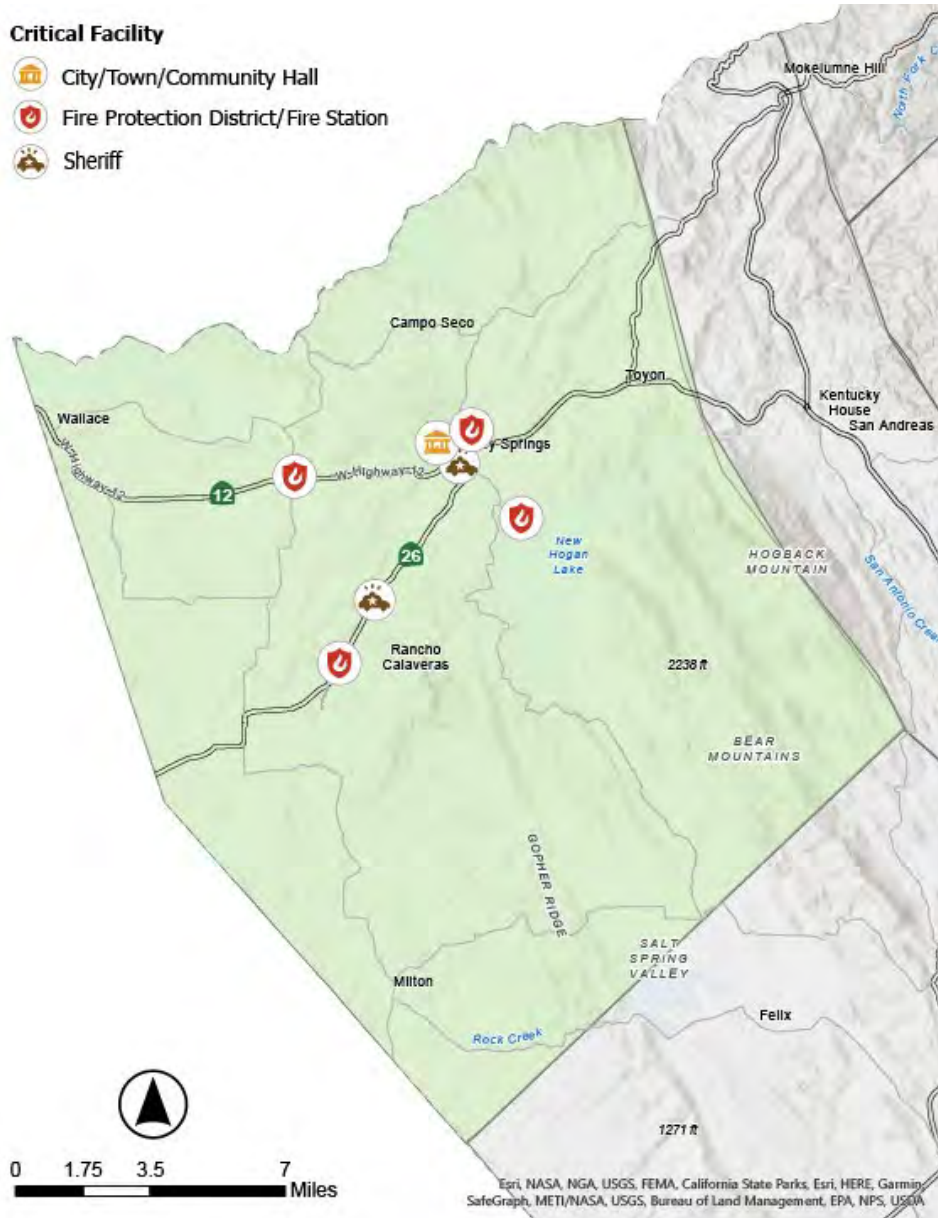 Critical Facility
City/Town/Community Hall
Fire Protection District/Fire Station
Sheriff
Mokelumne Hill
North Fork
Campo Seco
Toyon
Kentucky
House
San Andreas
Wallace
W-Highway-12
12
W-Highway-12
y-Springs
26
New
Hogan
Lake
HOGBACK
MOUNTAIN
San Antonio Creek
Rancho
Calaveras
2238 ft
BEAR
MOUNTAINS
GOPHER RIDGE
SALT
SPRING
VALLEY
Milton
Felix
Rock Creek
1271 ft
0 1.75 3.5 7
Miles
Esri, NASA, NGA, USGS, FEMA, California State Parks, Esri, HERE, Garmin,
SafeGraph, METI/NASA, USGS, Bureau of Land Management, EPA, NPS, USDA